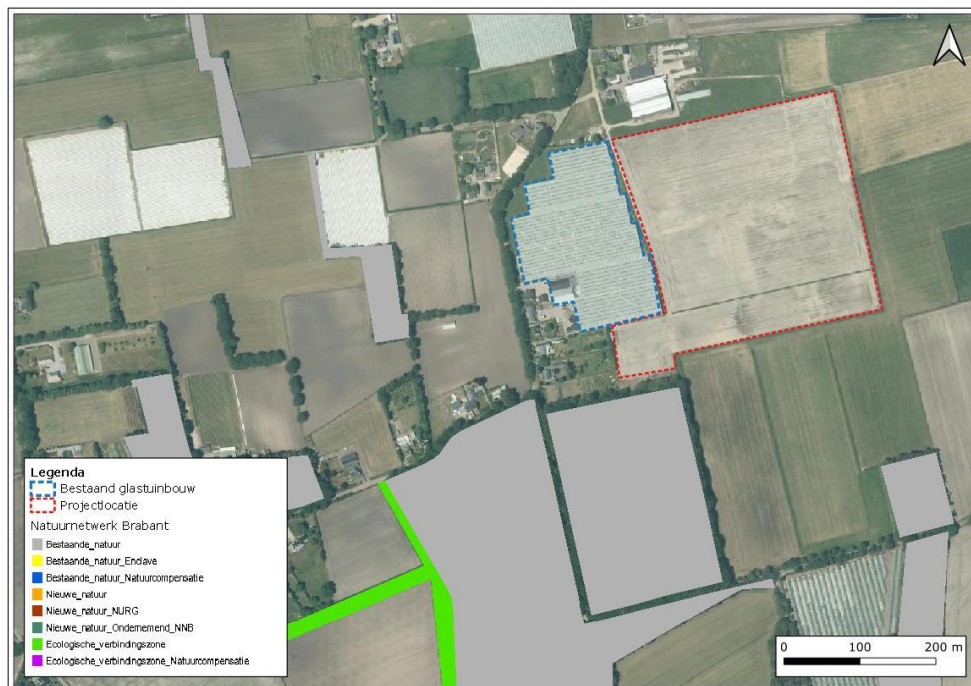 Legenda
Bestaand glastuinbouw
Projectlocatie
Natuurnetwerk Brabant
Bestaande_natuur
Bestaande_natuur_Enclave
Bestaande_natuur_Natuurcompensatie
Nieuwe_natuur
Nieuwe_natuur_NURG
Nieuwe_natuur_Ondernemend_NNB
Ecologische_verbindingszone
Ecologische_verbindingszone_Natuurcompensatie
0 100 200 m